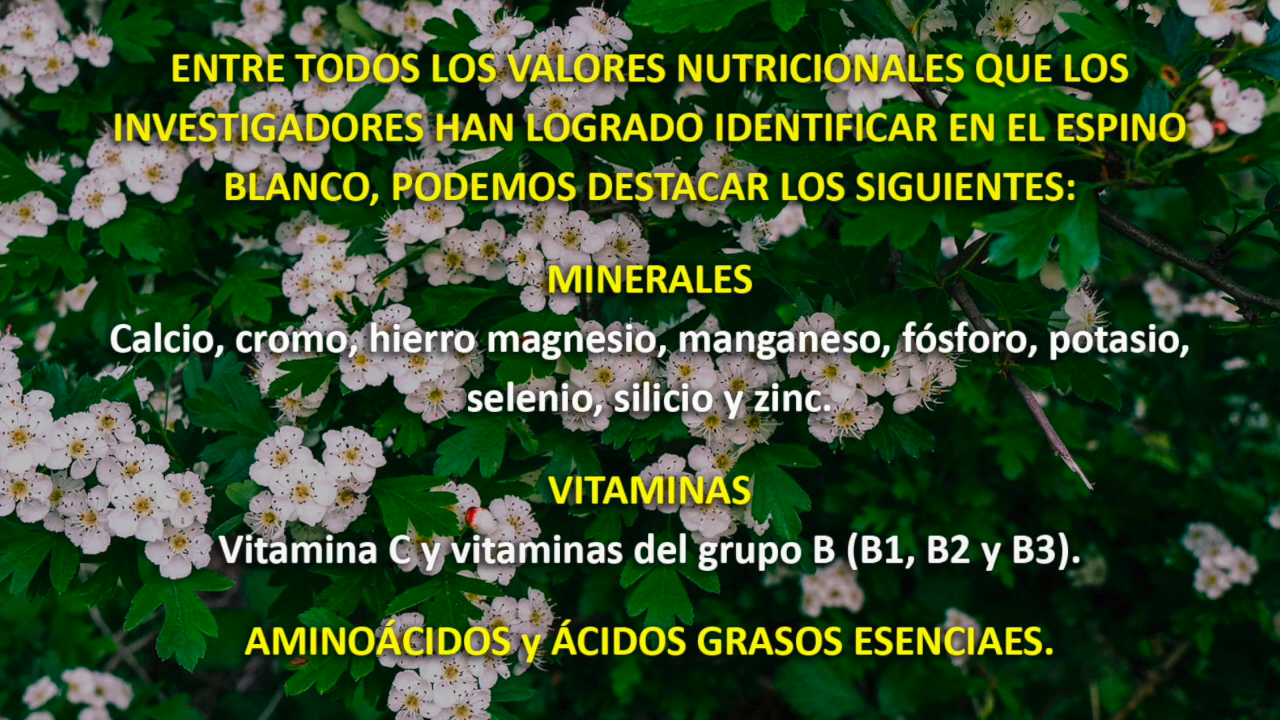 ENTRE TODOS LOS VALORES NUTRICIONALES QUE LOS
INVESTIGADORES HAN LOGRADO IDENTIFICAR EN EL ESPINO
BLANCO, PODEMOS DESTACAR LOS SIGUIENTES:
MINERALES
Calcio, cromo, hierro magnesio, manganeso, fósforo, potasio,
selenio, silicio y zinc.
VITAMINAS
Vitamina C y vitaminas del grupo B (B1, B2 y B3).
AMINOÁCIDOS y ÁCIDOS GRASOS ESENCIAES.